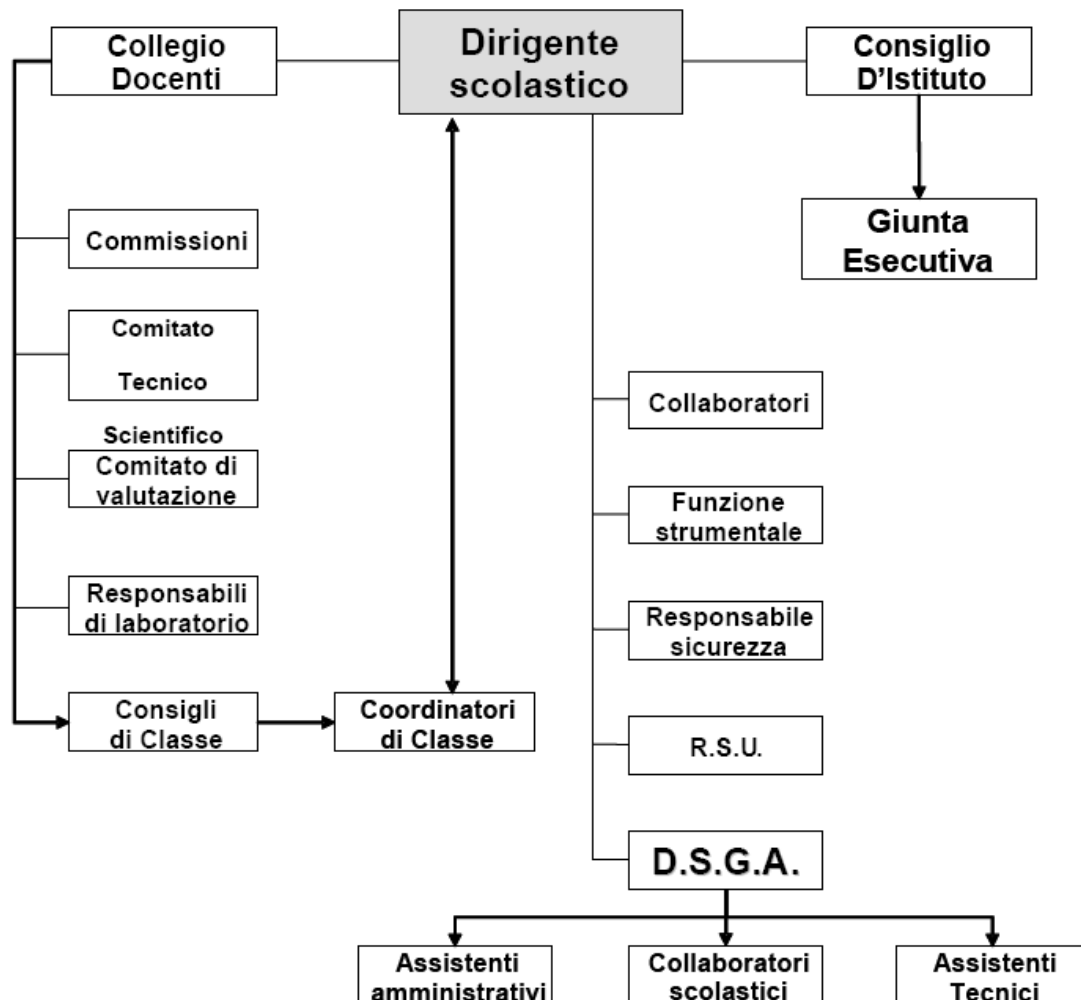 Collegio
Docenti
Dirigente
scolastico
Consiglio
D'Istituto
Giunta
Esecutiva
Commissioni
Comitato
Tecnico
Scientifico
Comitato di
valutazione
Responsabili
di laboratorio
Consigli
di Classe
Coordinatori
di Classe
Collaboratori
Funzione
strumentale
Responsabile
sicurezza
R.S.U.
D.S.G.A.
Assistenti
amministrativi
Collaboratori
scolastici
Assistenti
Tecnici